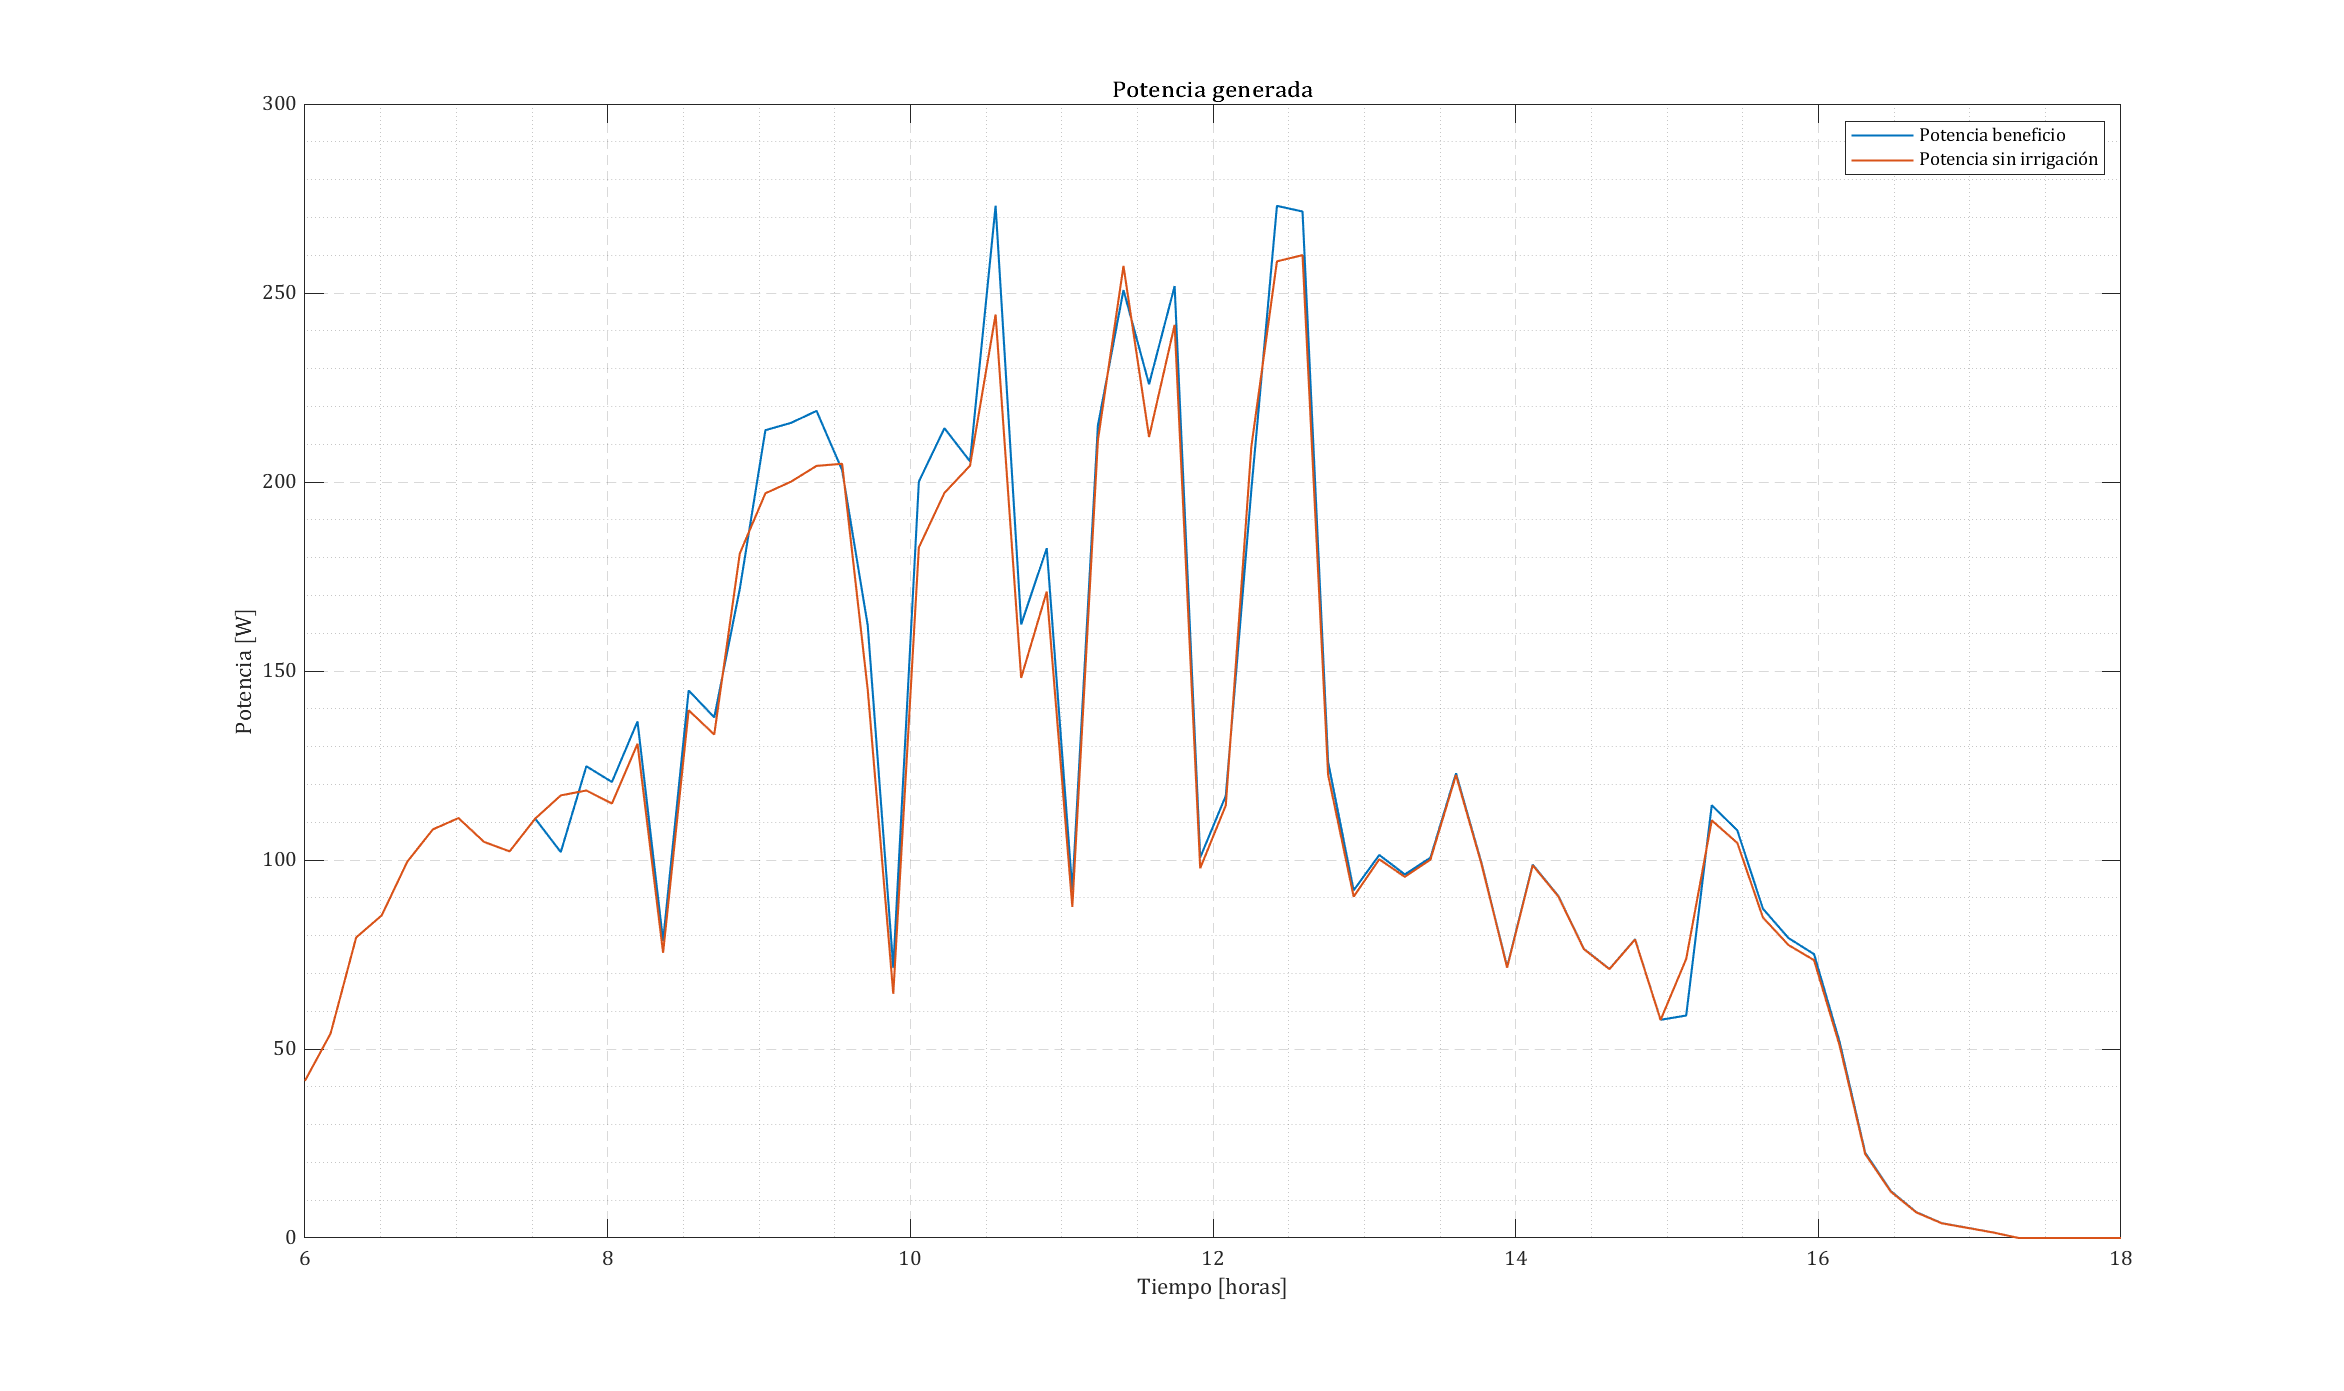 Potencia generada
300
250
200
150
100
50
0
Potencia [W]
Potencia beneficio
Potencia sin irrigación
6 8 10 12 14 16 18
Tiempo [horas]